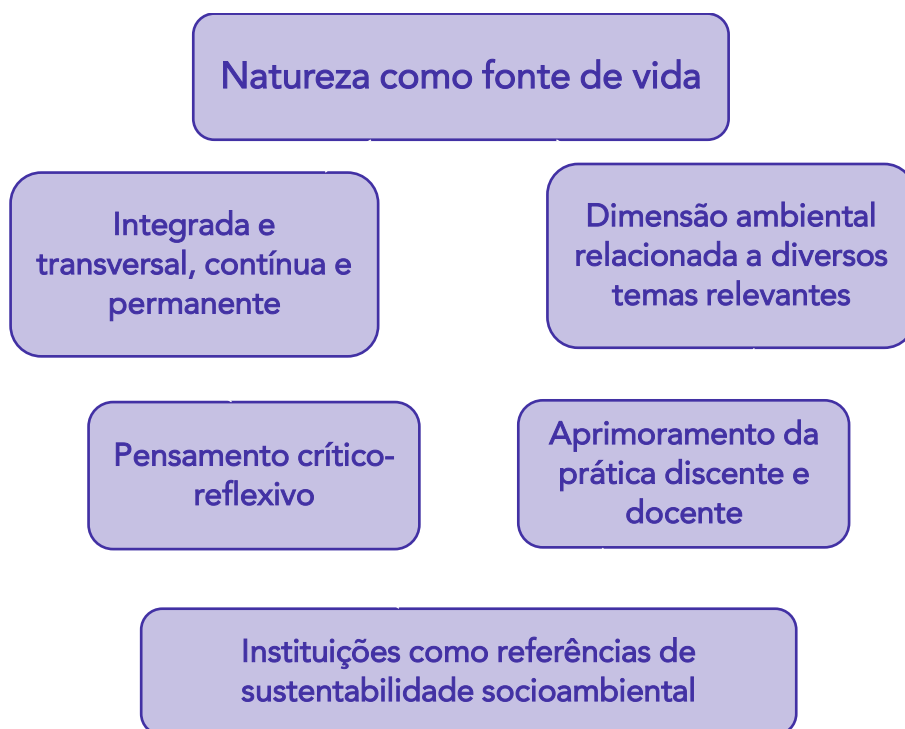 Natureza como fonte de vida
Integrada e
transversal, contínua e
permanente
Dimensão ambiental
relacionada a diversos
temas relevantes
Pensamento crítico-
reflexivo
Aprimoramento da
prática discente e
docente
Instituições como referências de
sustentabilidade socioambiental